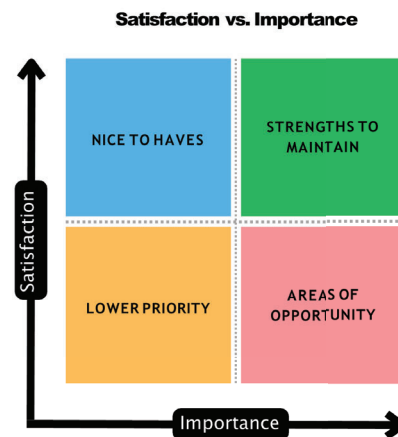 Satisfaction vs. Importance
NICE TO HAVES
STRENGTHS TO
MAINTAIN
Satisfaction
LOWER PRIORITY
AREAS OF
OPPORTUNITY
Importance